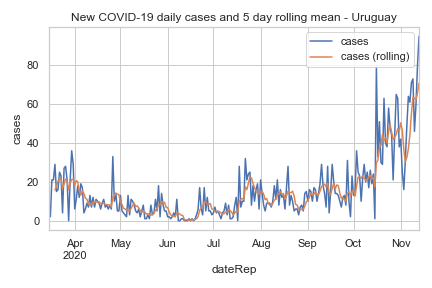 New COVID-19 daily cases and 5 day rolling mean - Uruguay
cases
cases (rolling)
80
60
40
20
0
cases
Apr May Jun Jul Aug Sep Oct Nov
2020
dateRep